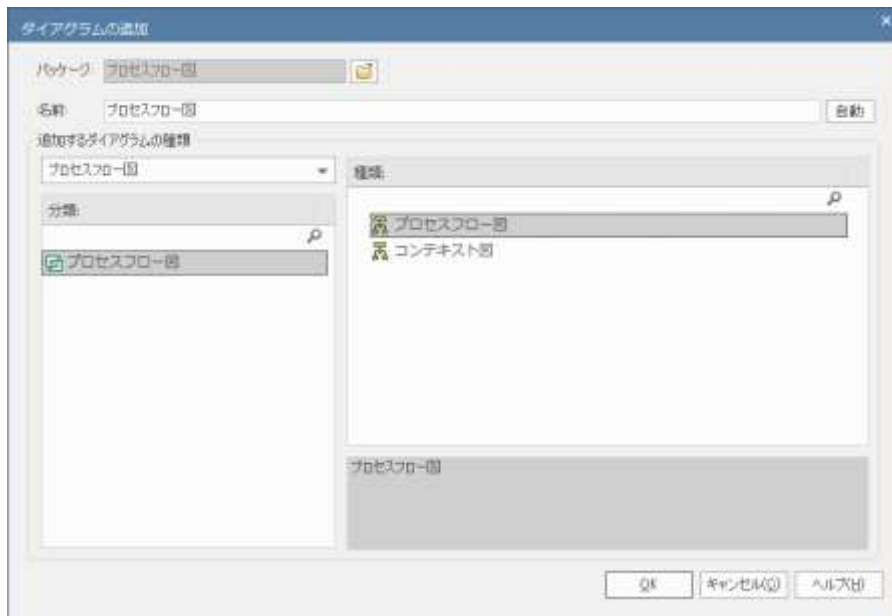 ダイアグラムの追加
パッケージ: プロセスフロー図
名前: プロセスフロー図 自動
追加するダイアグラムの種類
プロセスフロー図
種類:
分類:
プロセスフロー図
コンテキスト図
プロセスフロー図
プロセスフロー図
OK キャンセル(C) ヘルプ(H)